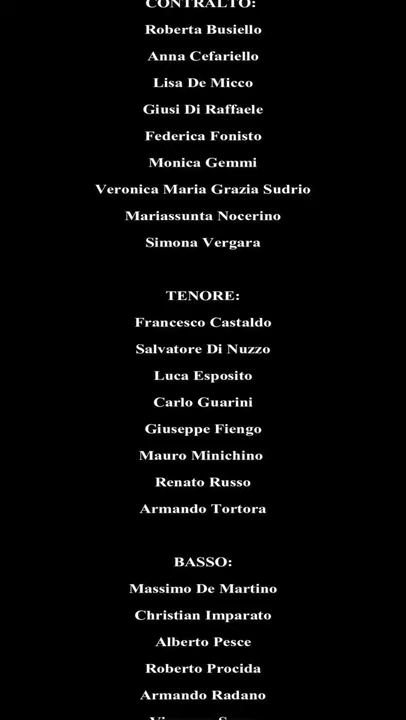 CONTRALTO:
Roberta Busiello
Anna Cefariello
Lisa De Micco
Giusi Di Raffaele
Federica Fonisto
Monica Gemmi
Veronica Maria Grazia Sudrio
Mariassunta Nocerino
Simona Vergara
TENORE:
Francesco Castaldo
Salvatore Di Nuzzo
Luca Esposito
Carlo Guarini
Giuseppe Fiengo
Mauro Minichino
Renato Russo
Armando Tortora
BASSO:
Massimo De Martino
Christian Imparato
Alberto Pesce
Roberto Procida
Armando Radano